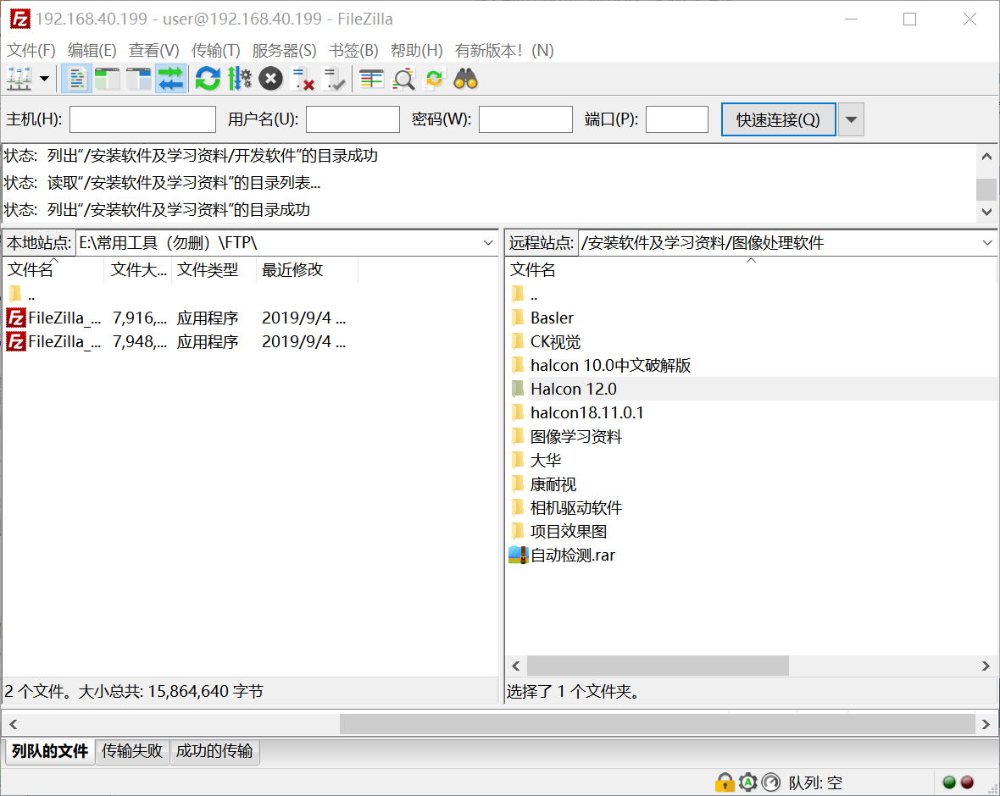 192.168.40.199 - user@192.168.40.199 - FileZilla
文件(F) 编辑(E) 查看(V) 传输(T) 服务器(S) 书签(B) 帮助(H) 有新版本！(N)
主机(H): 用户名(U): 密码(W): 端口(P): 快速连接(Q)
状态: 列出“/安装软件及学习资料/开发软件”的目录成功
状态: 读取“/安装软件及学习资料”的目录列表...
状态: 列出“/安装软件及学习资料”的目录成功
本地站点: E:\常用工具（勿删）\FTP\
文件名 文件大... 文件类型 最近修改
..
FileZilla_... 7,916,... 应用程序 2019/9/4 ...
FileZilla_... 7,948,... 应用程序 2019/9/4 ...
2 个文件。大小总共: 15,864,640 字节
远程站点: /安装软件及学习资料/图像处理软件
文件名
..
Basler
CK视觉
halcon 10.0中文破解版
Halcon 12.0
halcon18.11.0.1
图像学习资料
大华
康耐视
相机驱动软件
项目效果图
自动检测.rar
选择了 1 个文件夹。
列队的文件 传输失败 成功的传输
队列: 空